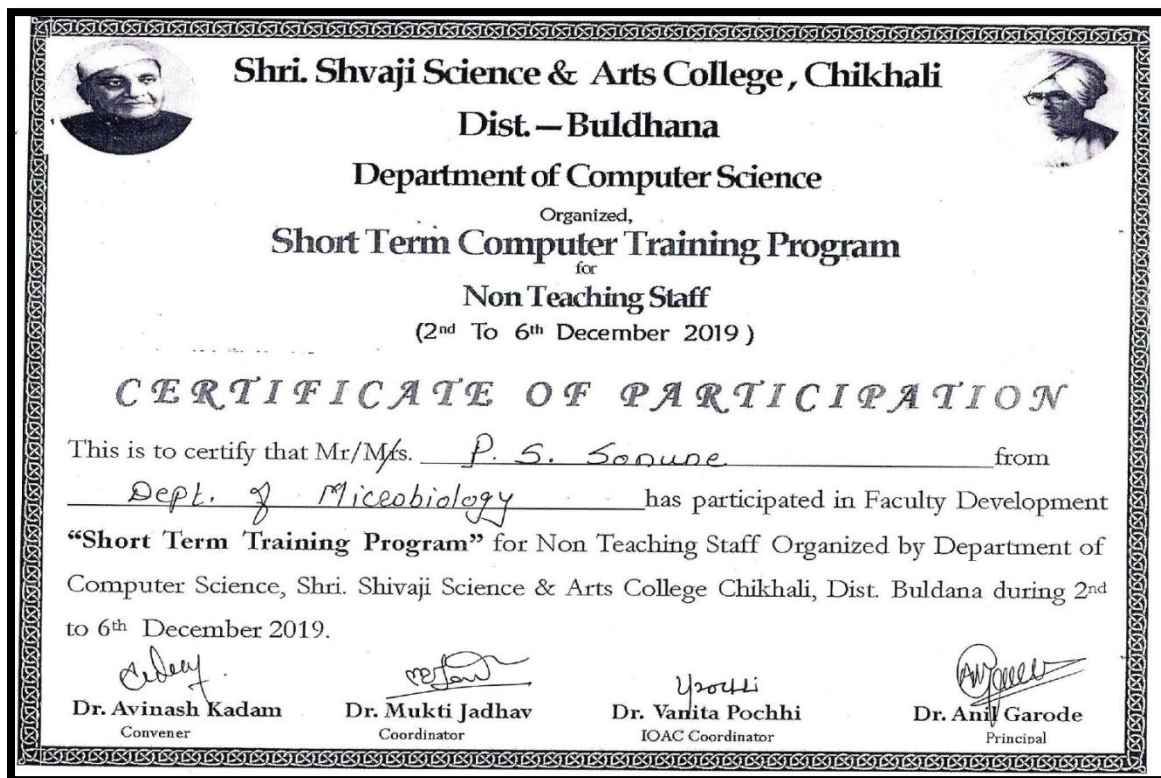 Shri. Shvaji Science & Arts College, Chikhali
Dist. – Buldhana
Department of Computer Science
Organized,
Short Term Computer Training Program
for
Non Teaching Staff
(2nd To 6th December 2019)
CERTIFICATE OF PARTICIPATION
This is to certify that Mr/Mrs. P. S. Sonune from
Dept. of Microbiology has participated in Faculty Development
“Short Term Training Program” for Non Teaching Staff Organized by Department of
Computer Science, Shri. Shivaji Science & Arts College Chikhali, Dist. Buldana during 2nd
to 6th December 2019.
Dr. Avinash Kadam Dr. Mukti Jadhav Dr. Vanita Pochhi Dr. Anil Garode
Convener Coordinator IOAC Coordinator Principal